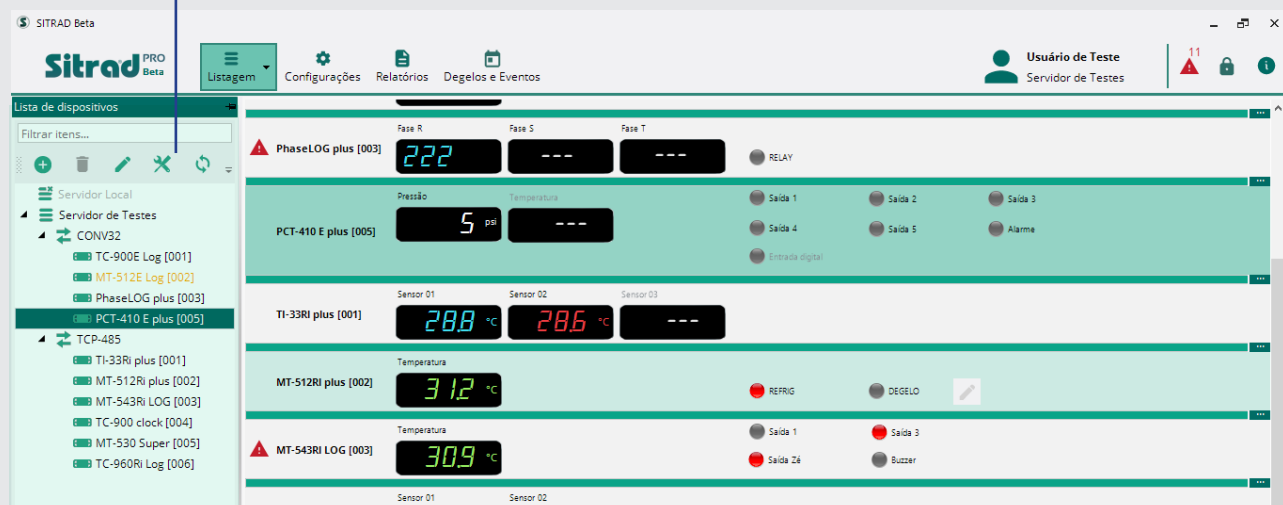 SITRAD Beta
Sitrad PRO Beta
Listagem
Configurações
Relatórios
Degelos e Eventos
Usuário de Teste
Servidor de Testes
11
Lista de dispositivos
Filtrar itens...
Servidor Local
Servidor de Testes
CONV32
TC-900E Log [001]
MT-512E Log [002]
PhaseLOG plus [003]
PCT-410 E plus [005]
TCP-485
TI-33Ri plus [001]
MT-512Ri plus [002]
MT-543Ri LOG [003]
TC-900 clock [004]
MT-530 Super [005]
TC-960Ri Log [006]
Fase R
Fase S
Fase T
PhaseLOG plus [003]
222
---
---
RELAY
Pressão
Temperatura
PCT-410 E plus [005]
5 psi
---
Saída 1
Saída 2
Saída 3
Saída 4
Saída 5
Alarme
Entrada digital
Sensor 01
Sensor 02
Sensor 03
TI-33RI plus [001]
28.8 °C
28.6 °C
---
Temperatura
MT-512RI plus [002]
31.2 °C
REFRIG
DEGELO
Temperatura
MT-543RI LOG [003]
30.9 °C
Saída 1
Saída 3
Saída Zé
Buzzer
Sensor 01
Sensor 02